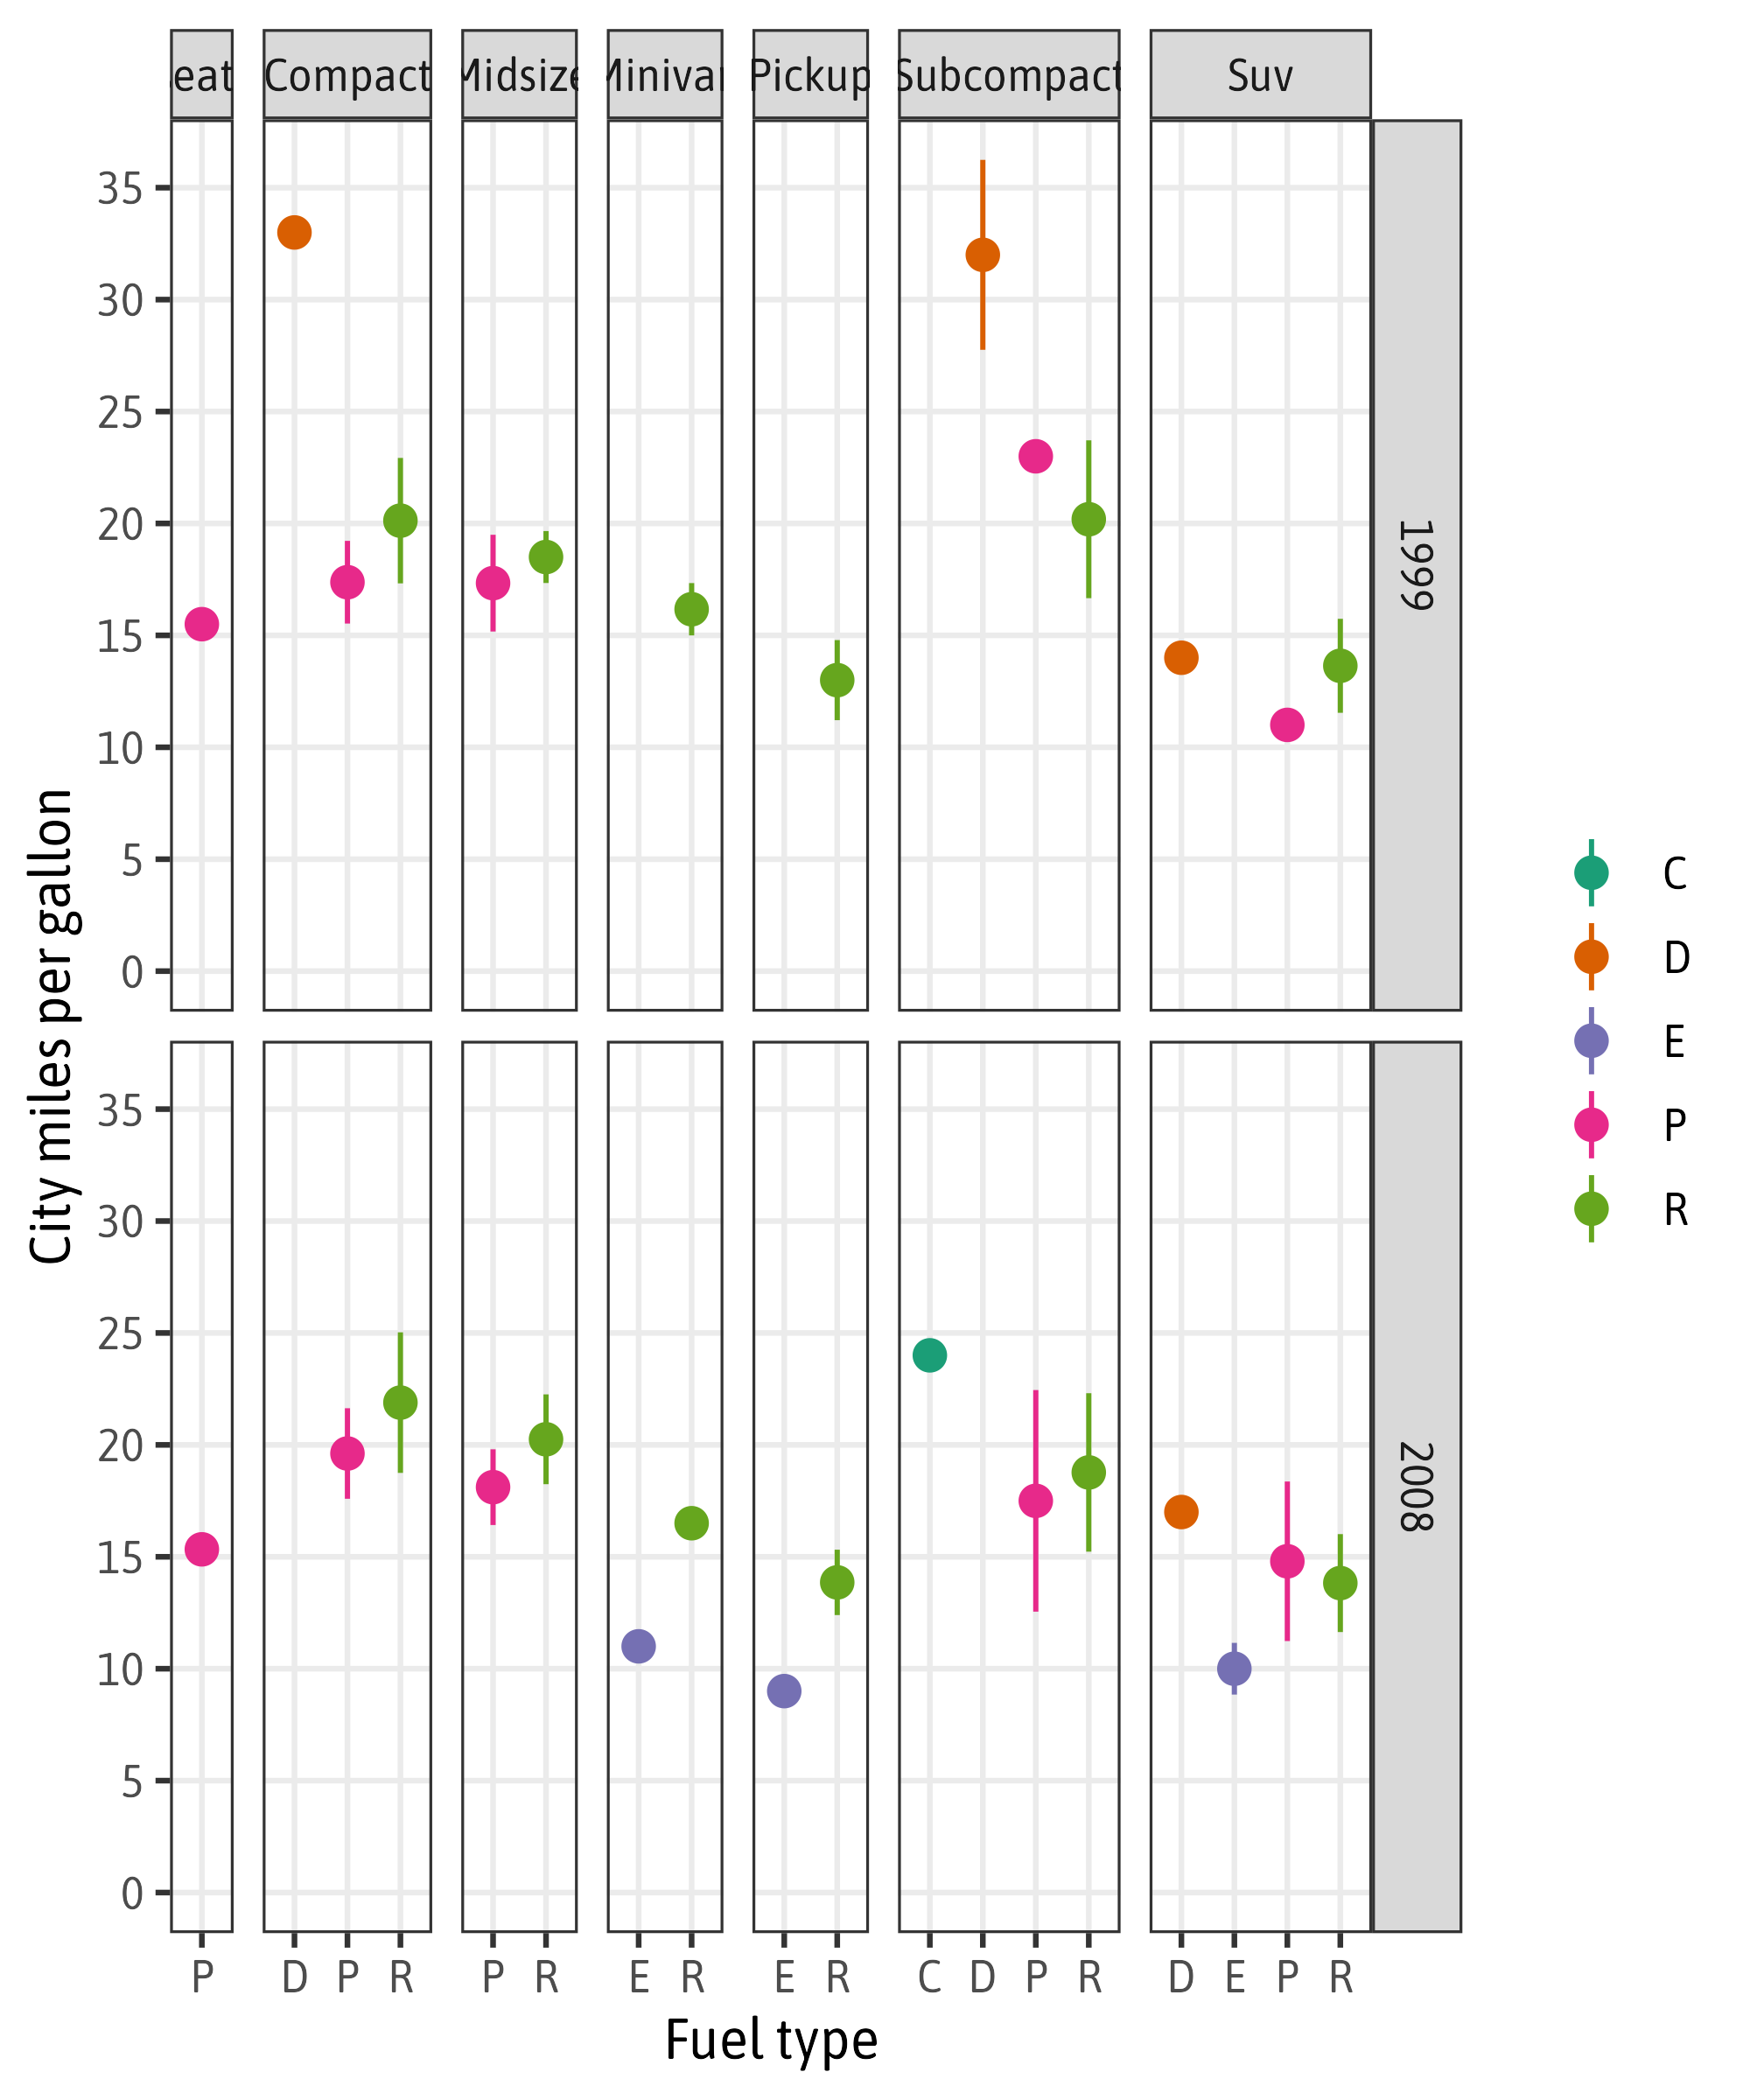 eat Compact Midsize Minivan Pickup Subcompact Suv
35
30
25
20
15
10
5
0
1999
35
30
25
20
15
10
5
0
2008
P D P R P R E R E R C D P R D E P R
Fuel type
City miles per gallon
C
D
E
P
R